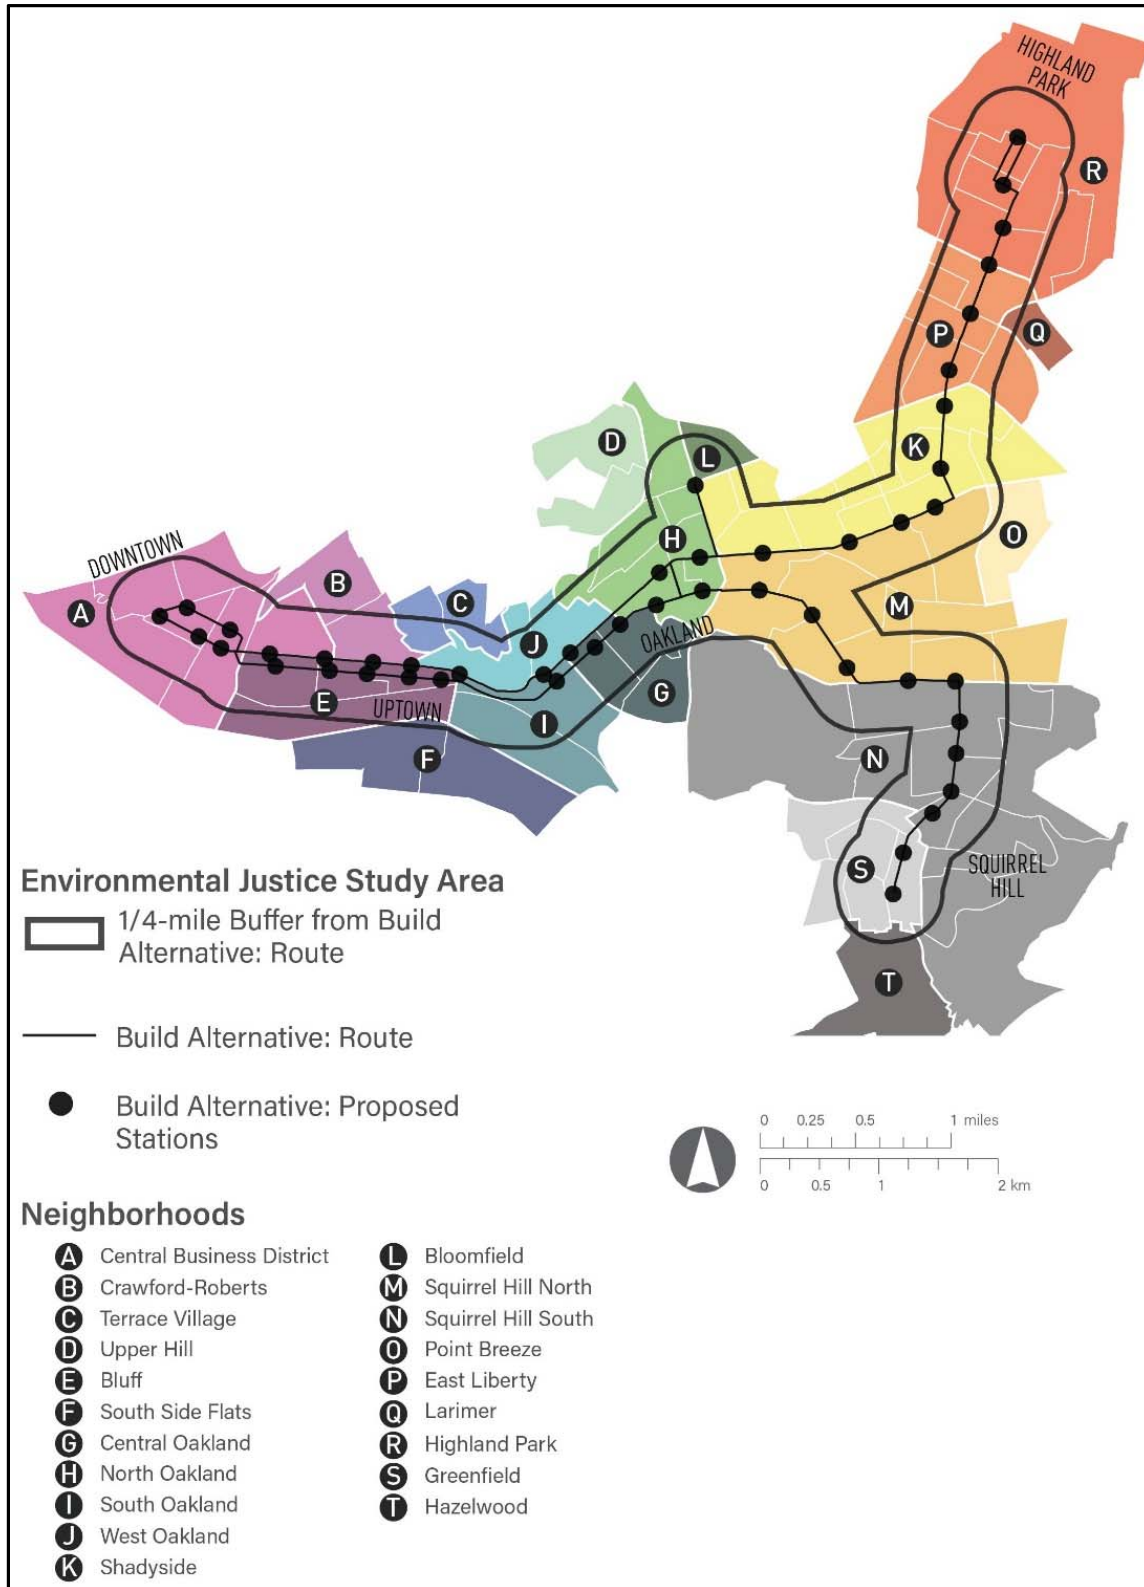 HIGHLAND
PARK
R
P
Q
K
D
L
O
H
DOWNTOWN
B
A
C
M
J
OAKLAND
E
UPTOWN
G
I
F
N
S
SQUIRREL
HILL
T
Environmental Justice Study Area
1/4-mile Buffer from Build
Alternative: Route
Build Alternative: Route
Build Alternative: Proposed
Stations
0 0.25 0.5 1 miles
0 0.5 1 2 km
Neighborhoods
A Central Business District
B Crawford-Roberts
C Terrace Village
D Upper Hill
E Bluff
F South Side Flats
G Central Oakland
H North Oakland
I South Oakland
J West Oakland
K Shadyside
L Bloomfield
M Squirrel Hill North
N Squirrel Hill South
O Point Breeze
P East Liberty
Q Larimer
R Highland Park
S Greenfield
T Hazelwood